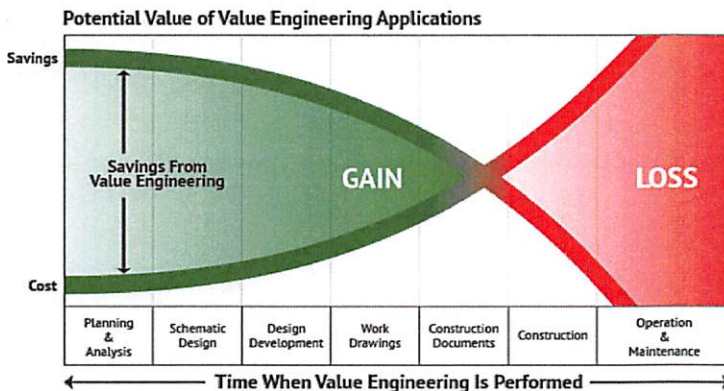 Potential Value of Value Engineering Applications
Savings
Savings From
Value Engineering
GAIN
LOSS
Cost
Planning
&
Analysis
Schematic
Design
Design
Development
Work
Drawings
Construction
Documents
Construction
Operation
&
Maintenance
Time When Value Engineering Is Performed